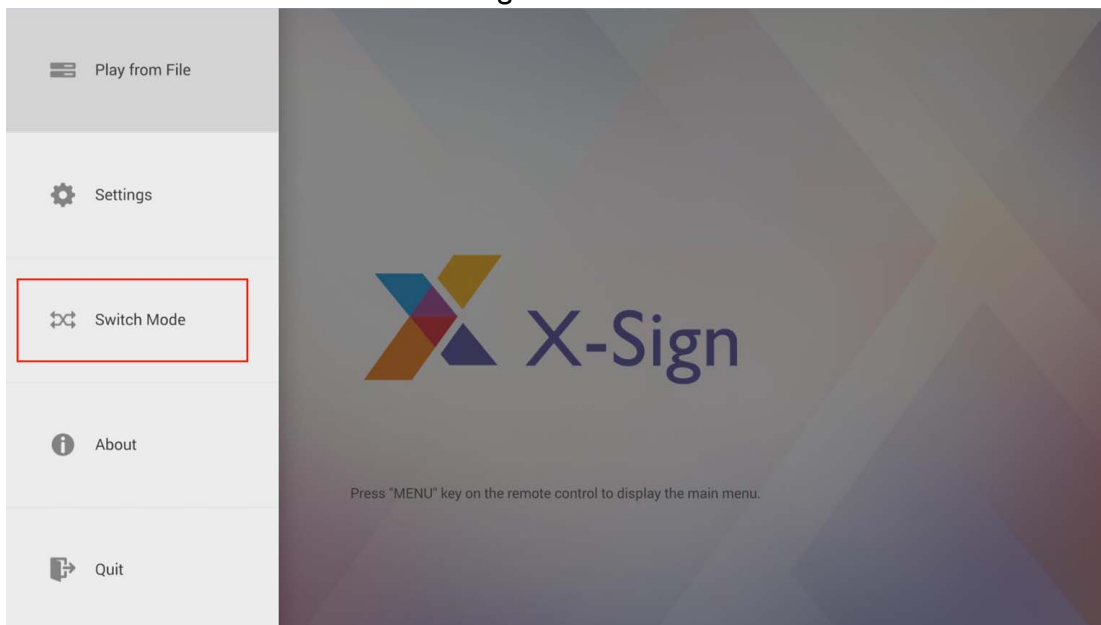 Play from File
Settings
Switch Mode
About
Quit
X-Sign
Press "MENU" key on the remote control to display the main menu.